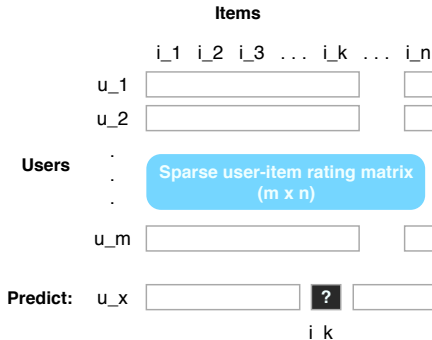 Items
i_1 i_2 i_3 . . . i_k . . . i_n
u_1
u_2
Users
.
.
.
Sparse user-item rating matrix
(m x n)
u_m
Predict: u_x ?
i_k